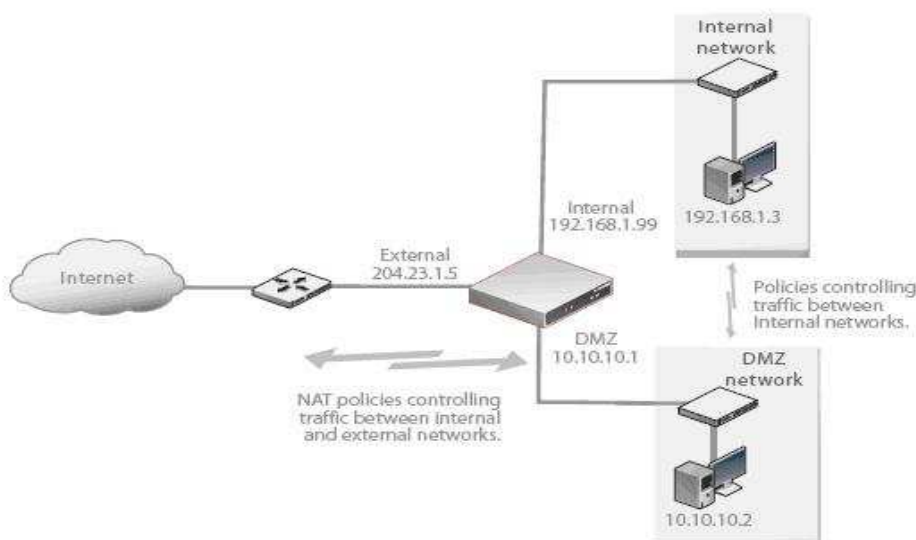 Internal
network
192.168.1.3
Internal
192.168.1.99
External
204.23.1.5
Internet
Policies controlling
traffic between
Internal networks.
DMZ
10.10.10.1
NAT policies controlling
traffic between internal
and external networks.
DMZ
network
10.10.10.2